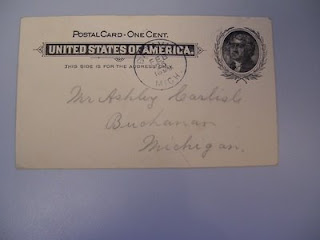 POSTAL CARD - ONE CENT.
UNITED STATES OF AMERICA.
THIS SIDE IS FOR THE ADDRESS ONLY.
FEB
MICH
Mr Ashley Carlisle
Buchanan
Michigan.